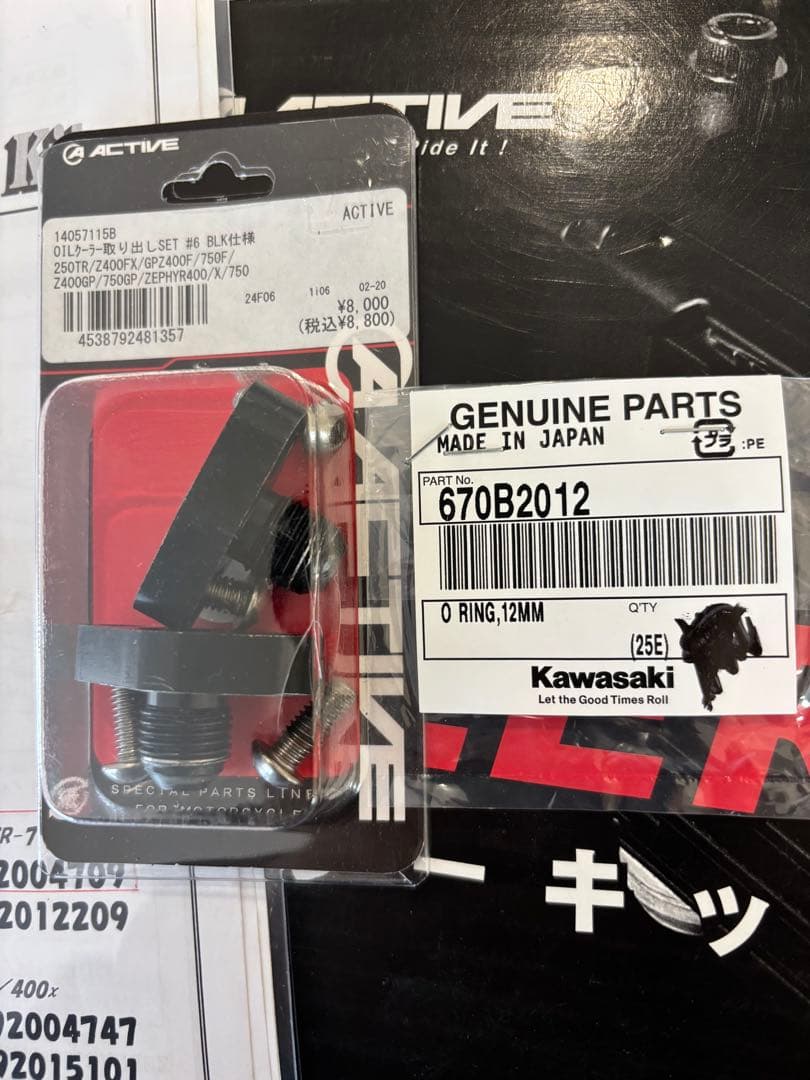 ACTIVE
Ride It !
ACTIVE
ACTIVE
14057115B
OILクーラー取り出しSET #6 BLK仕様
250TR/Z400FX/GPZ400F/750F/
Z400GP/750GP/ZEPHYR400/X/750
24F06 1i06 02-20
¥8,000
(税込¥8,800)
4538792481357
ACTIVE
SPECIAL PARTS LINE
FOR MOTORCYCLE
GENUINE PARTS
MADE IN JAPAN
プラ :PE
PART No.
670B2012
O RING,12MM
Q'TY
(25E)
Kawasaki
Let the Good Times Roll
ーキッ
R-7
2004709
2012209
/400x
92004747
92015101